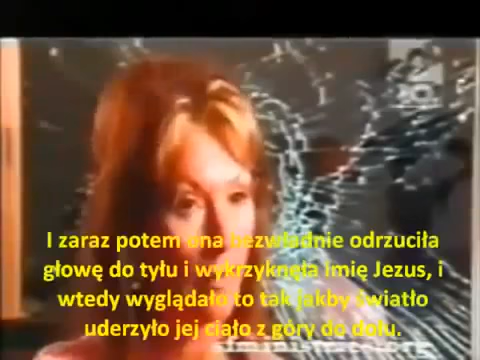 I zaraz potem ona bezwładnie odrzuciła
głowę do tyłu i wykrzyknęła imię Jezus, i
wtedy wyglądało to tak jakby światło
uderzyło jej ciało z góry do dołu.